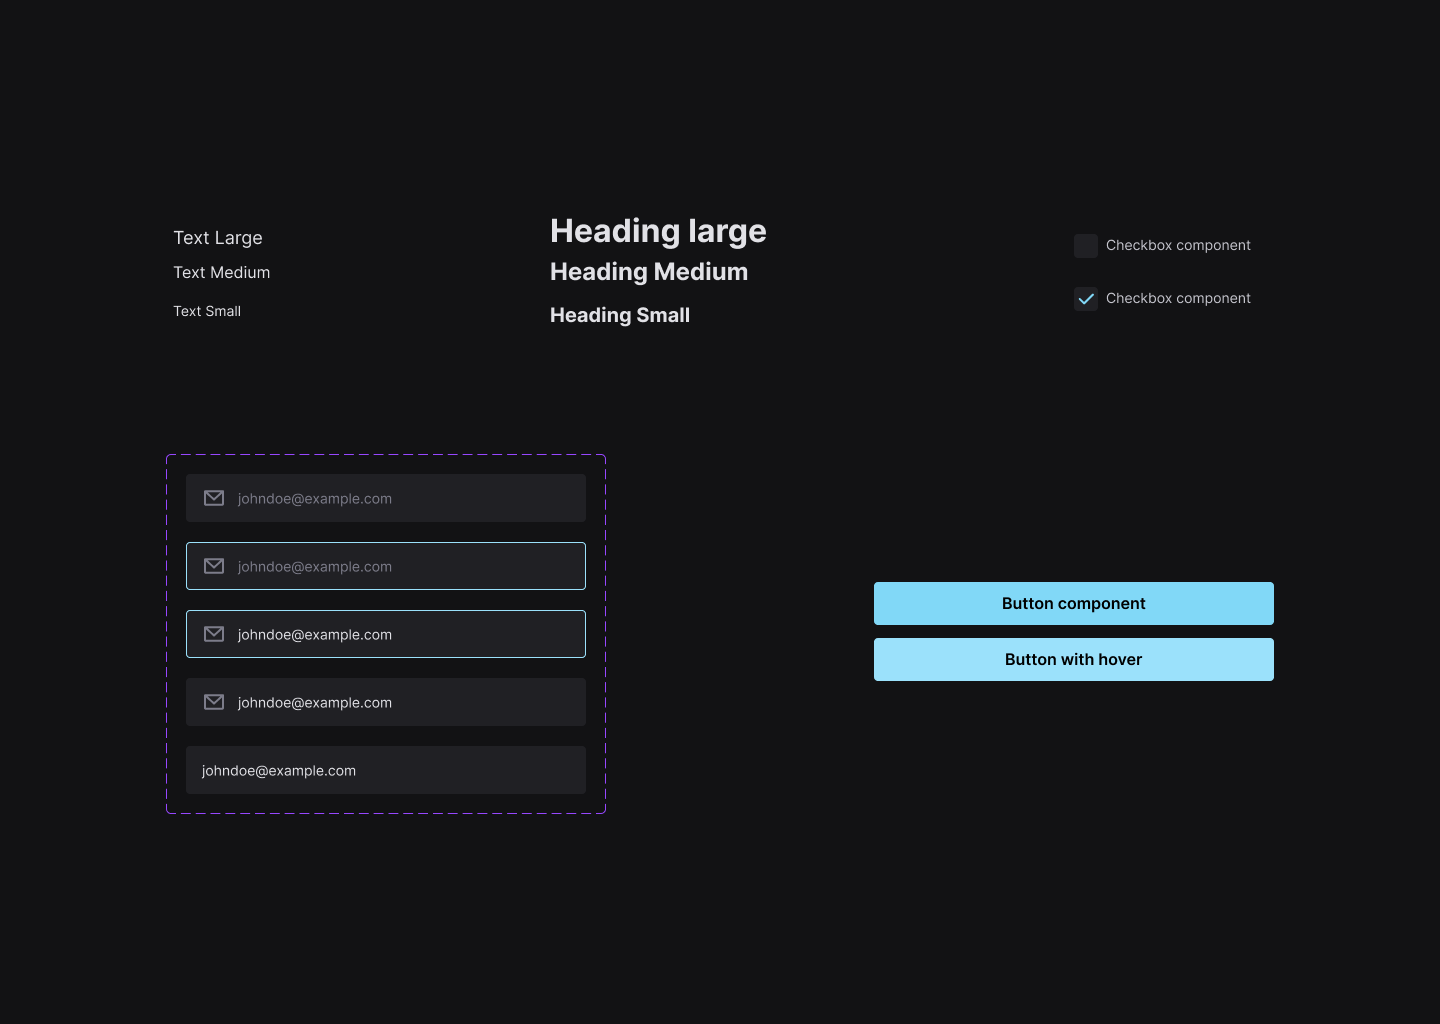 Text Large
Text Medium
Text Small
Heading large
Heading Medium
Heading Small
Checkbox component
Checkbox component
johndoe@example.com
johndoe@example.com
johndoe@example.com
johndoe@example.com
johndoe@example.com
Button component
Button with hover